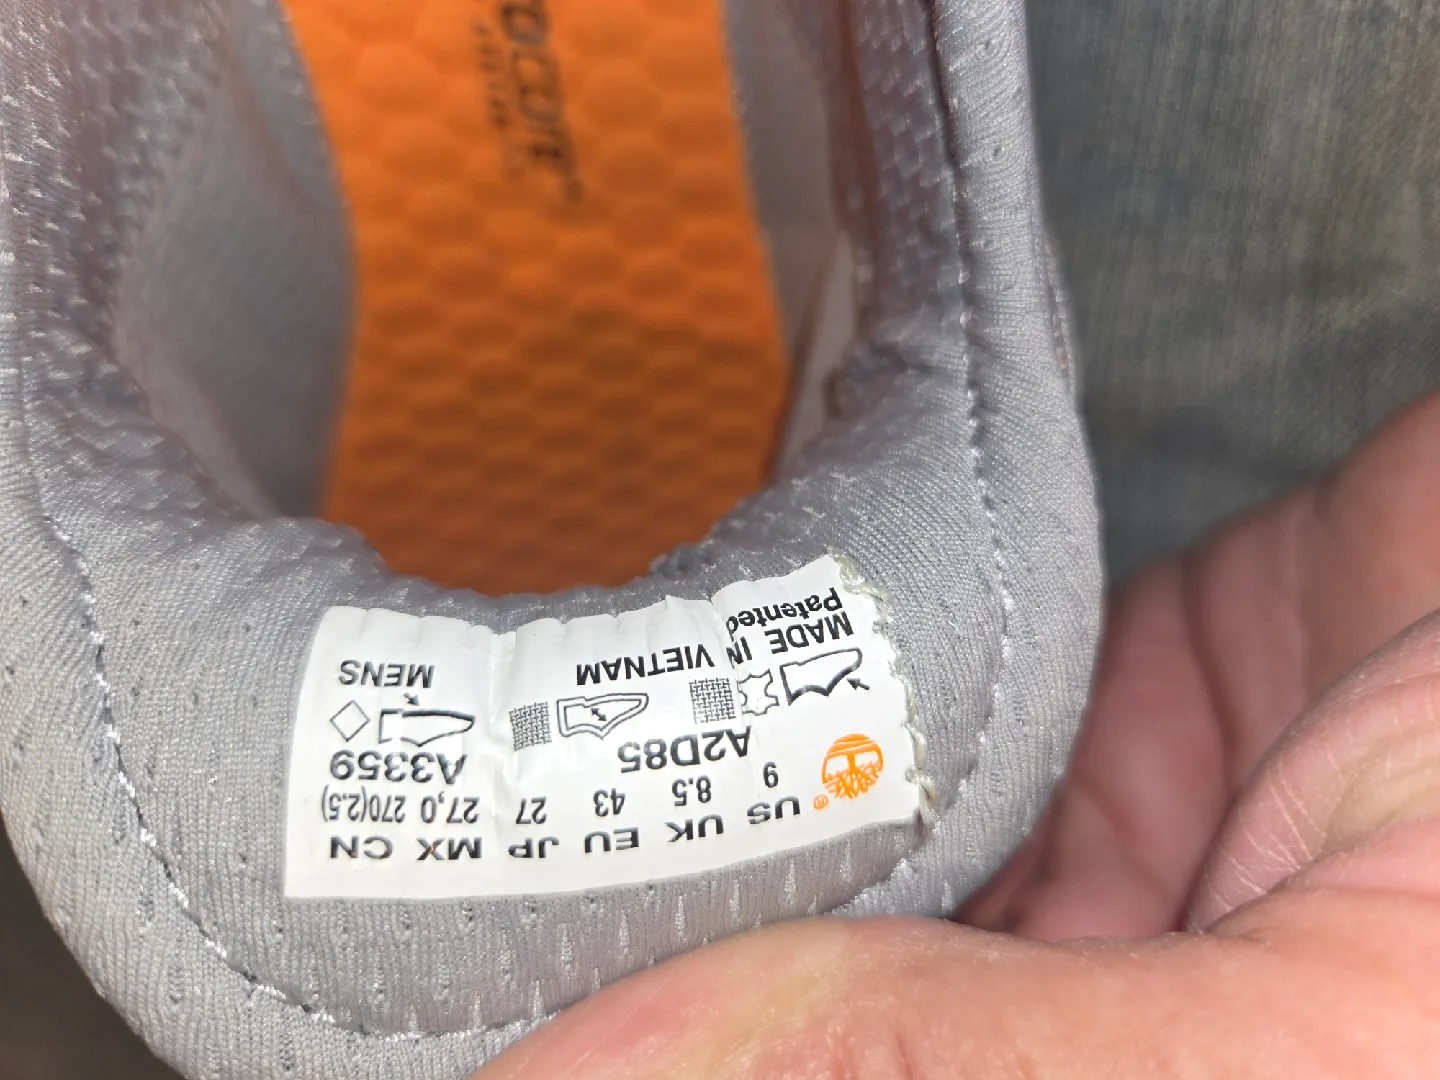 US UK EU JP MX CN
9 8.5 43 27 27,0 270(2.5)
A2D85 A3359
MADE IN VIETNAM MENS
Patented
®